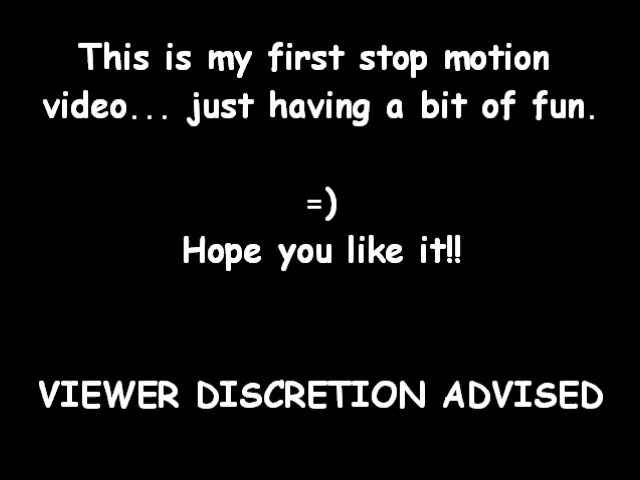 This is my first stop motion
video... just having a bit of fun.
=)
Hope you like it!!
VIEWER DISCRETION ADVISED